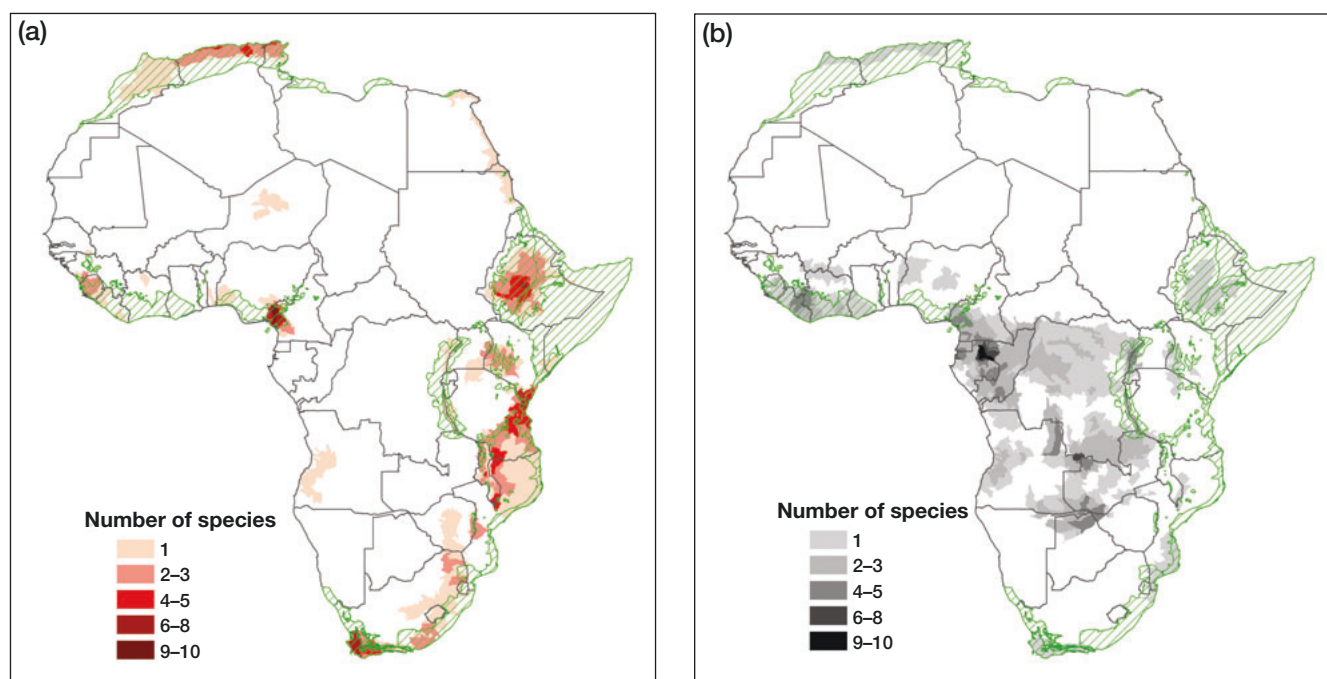 (a)
Number of species
1
2–3
4–5
6–8
9–10
(b)
Number of species
1
2–3
4–5
6–8
9–10